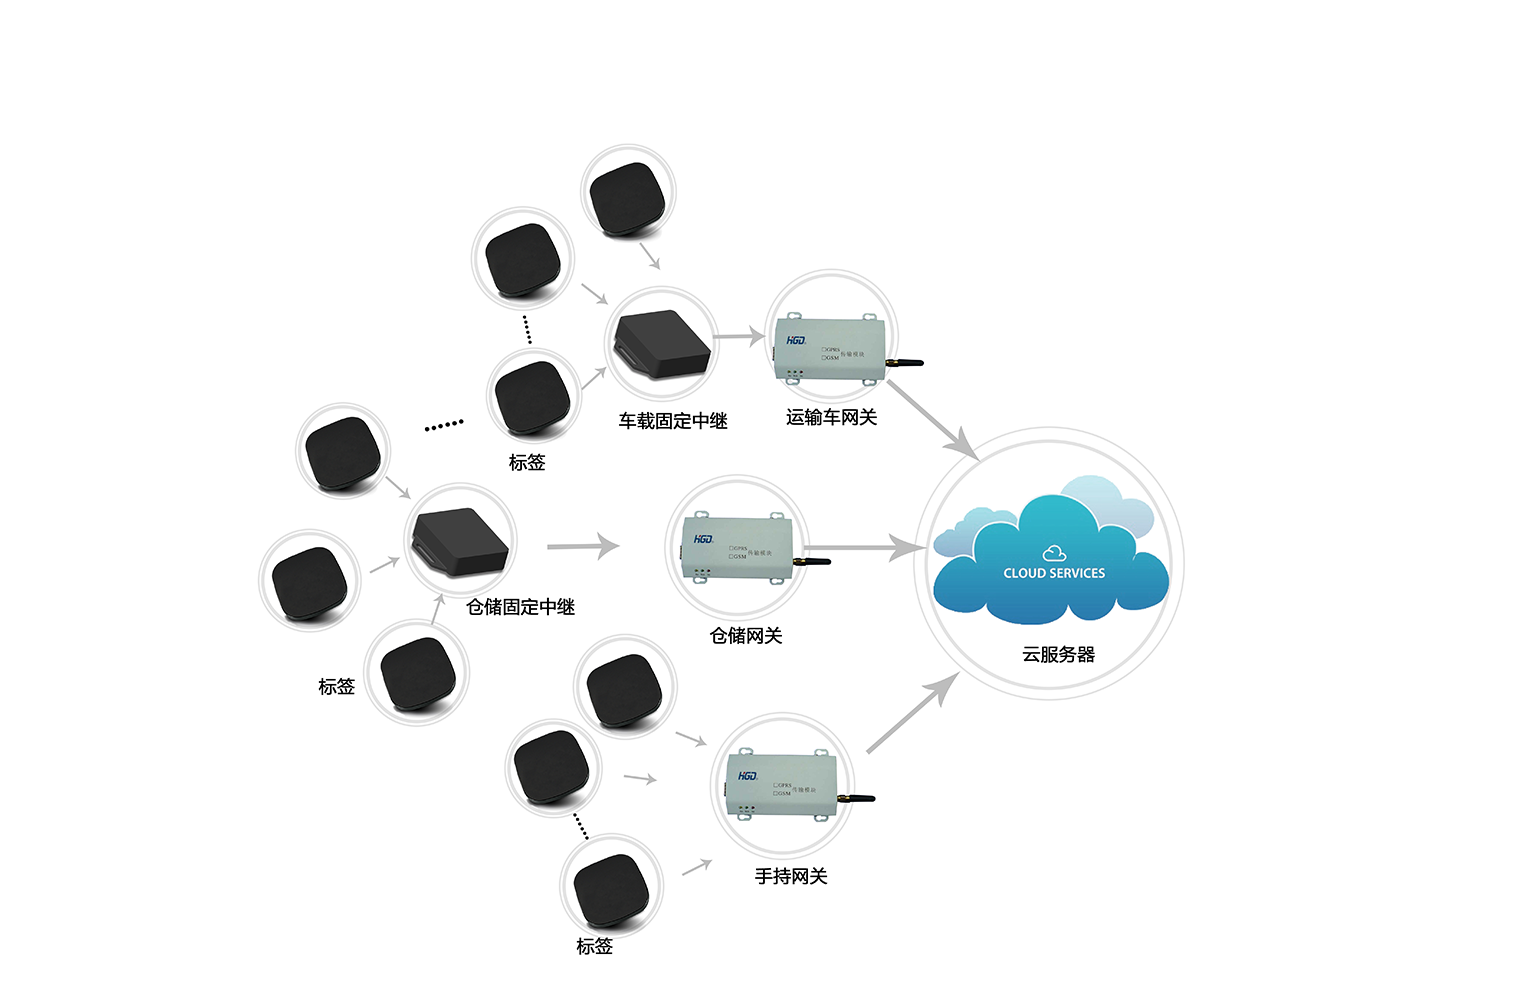 HGD
□GPRS
□GSM
传输模块
车载固定中继
运输车网关
标签
HGD
□GPRS
□GSM
传输模块
CLOUD SERVICES
仓储固定中继
仓储网关
云服务器
标签
HGD
□GPRS
□GSM
传输模块
手持网关
标签